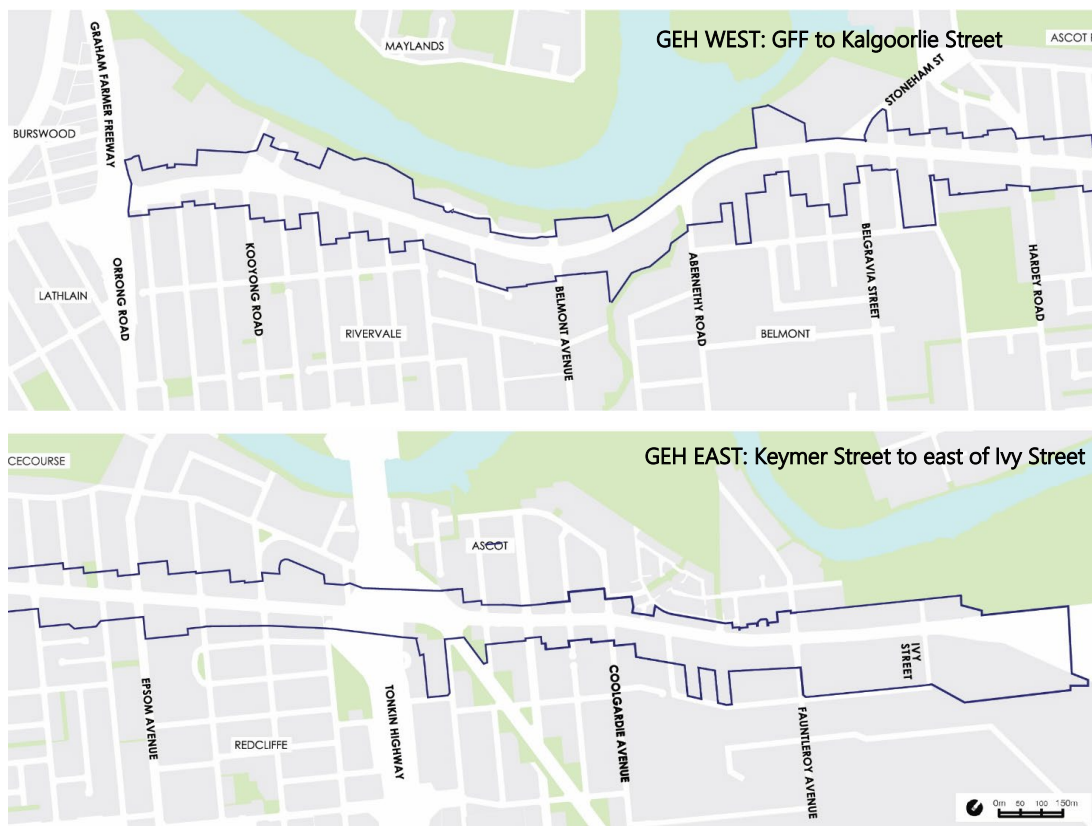 GEH WEST: GFF to Kalgoorlie Street
MAYLANDS
ASCOT
GRAHAM FARMER FREEWAY
STONEHAM ST
BURSWOOD
ORRONG ROAD
KOOYONG ROAD
LATHLAIN
RIVERVALE
BELMONT AVENUE
ABERNETHY ROAD
BELMONT
BELGRAVIA STREET
HARDEY ROAD
GEH EAST: Keymer Street to east of Ivy Street
CECOURSE
ASCOT
EPSOM AVENUE
REDCLIFFE
TONKIN HIGHWAY
COOLGARDIE AVENUE
FAUNTLEROY AVENUE
IVY
STREET
0m 50 100 150m